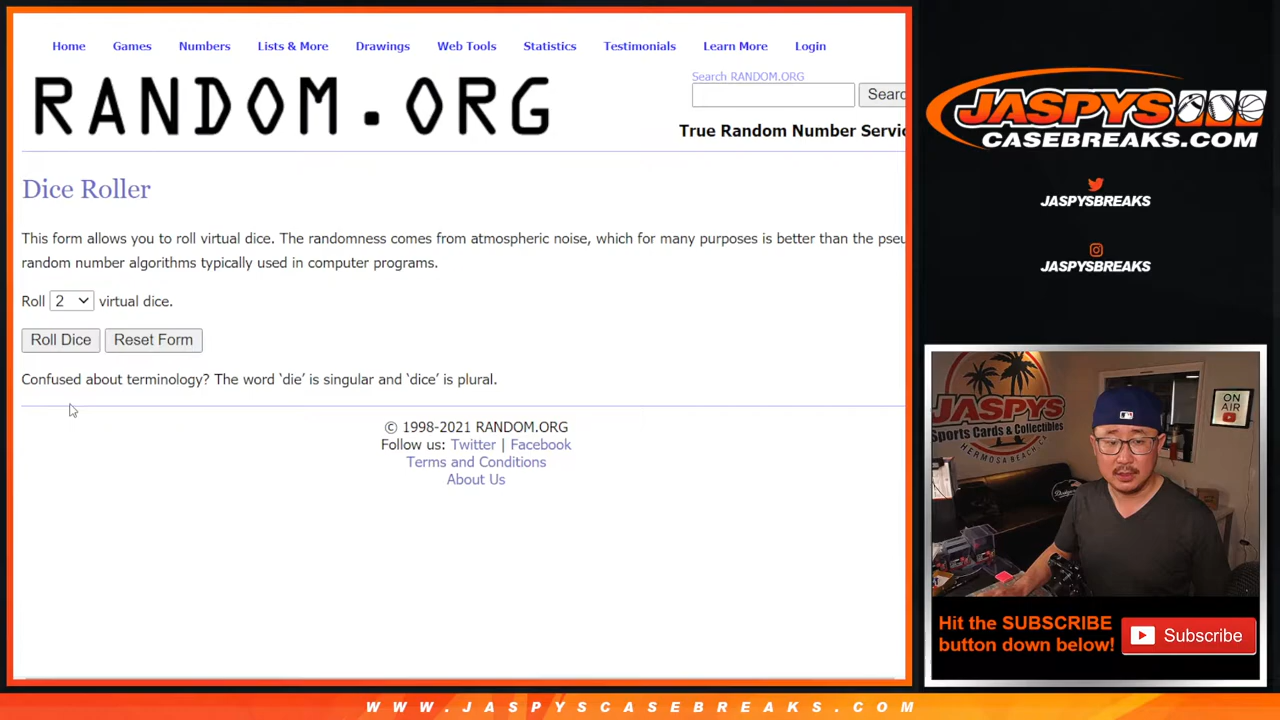 Home Games Numbers Lists & More Drawings Web Tools Statistics Testimonials Learn More Login
RANDOM.ORG
Search RANDOM.ORG
Searc
True Random Number Servic
Dice Roller
This form allows you to roll virtual dice. The randomness comes from atmospheric noise, which for many purposes is better than the pseu
random number algorithms typically used in computer programs.
Roll 2 virtual dice.
Roll Dice Reset Form
Confused about terminology? The word ‘die’ is singular and ‘dice’ is plural.
© 1998-2021 RANDOM.ORG
Follow us: Twitter | Facebook
Terms and Conditions
About Us
JASPYS
CASEBREAKS.COM
JASPYSBREAKS
JASPYSBREAKS
JASPYS
Sports Cards & Collectibles
HERMOSA BEACH, CA
ON
AIR
Dodgers
Hit the SUBSCRIBE
button down below!
Subscribe
WWW.JASPYSCASEBREAKS.COM